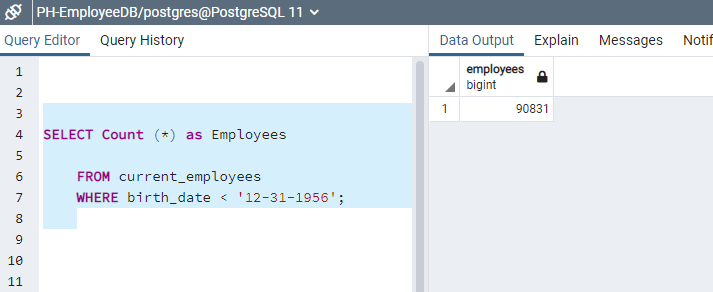 PH-EmployeeDB/postgres@PostgreSQL 11
Query Editor Query History
Data Output Explain Messages Notif
1
2
3
4 SELECT Count (*) as Employees
5
6 FROM current_employees
7 WHERE birth_date < '12-31-1956';
8
9
10
11
employees
bigint
1 90831